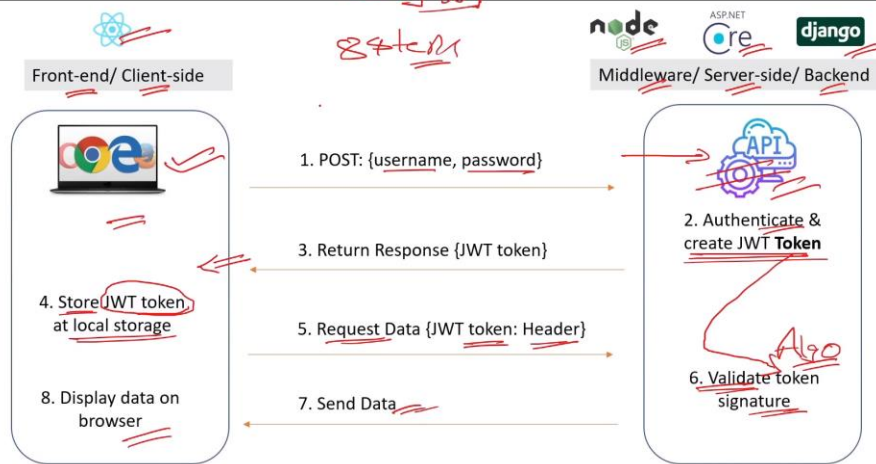 node
JS
ASP.NET
Core
django
Front-end/ Client-side
Middleware/ Server-side/ Backend
1. POST: {username, password}
API
2. Authenticate &
create JWT Token
3. Return Response {JWT token}
4. Store JWT token
at local storage
5. Request Data {JWT token: Header}
Algo
6. Validate token
signature
7. Send Data
8. Display data on
browser